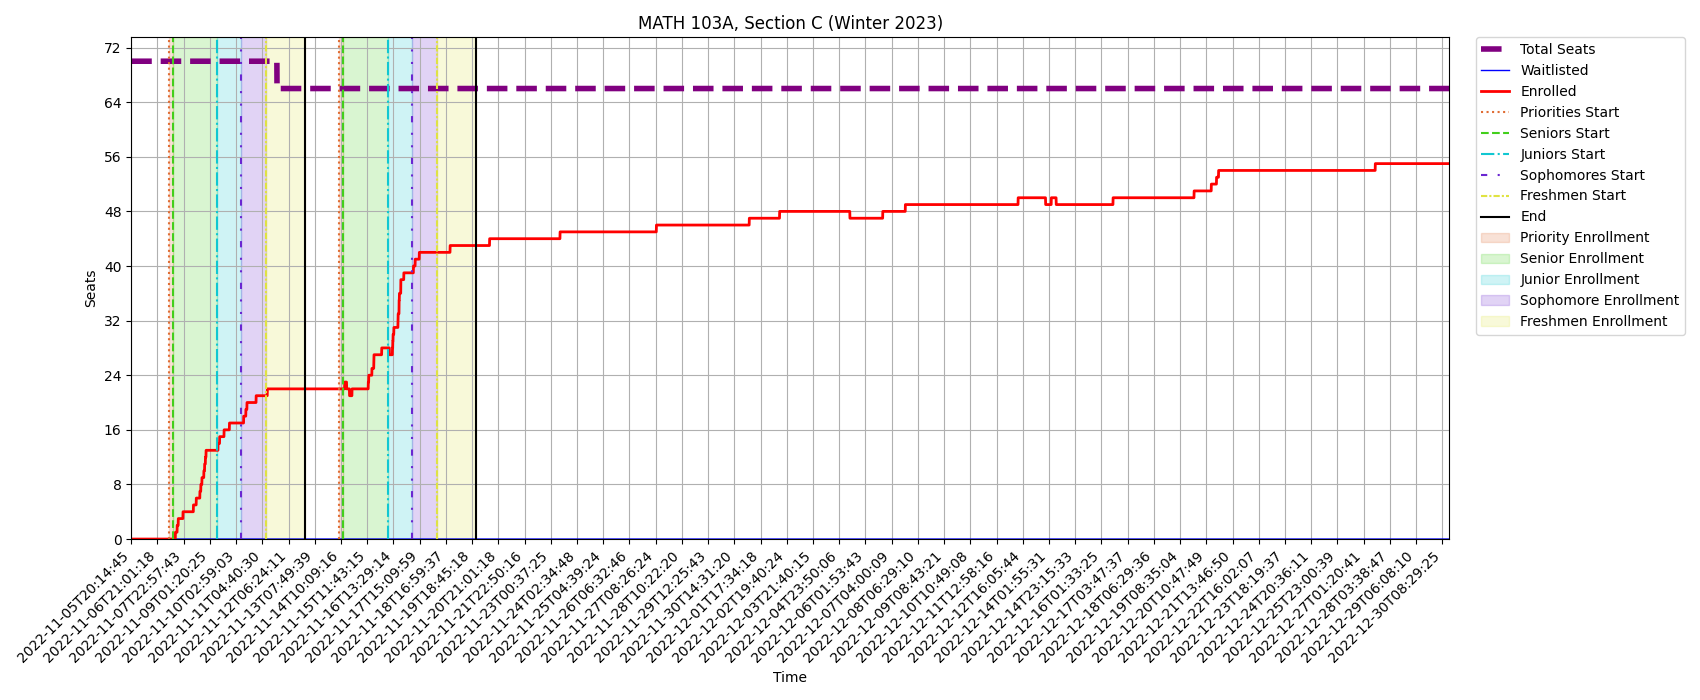 MATH 103A, Section C (Winter 2023)
72
64
56
48
40
32
24
16
8
0
Seats
2022-11-05T20:14:45
2022-11-06T21:01:18
2022-11-07T22:57:43
2022-11-09T01:20:25
2022-11-10T02:59:03
2022-11-11T04:40:30
2022-11-12T06:24:11
2022-11-13T07:49:39
2022-11-14T10:09:16
2022-11-15T11:43:15
2022-11-16T13:29:14
2022-11-17T15:09:59
2022-11-18T16:59:37
2022-11-19T18:45:18
2022-11-20T21:01:18
2022-11-21T22:50:16
2022-11-23T00:37:25
2022-11-24T02:34:48
2022-11-25T04:39:24
2022-11-26T06:32:46
2022-11-27T08:26:24
2022-11-28T10:22:20
2022-11-29T12:25:43
2022-11-30T14:31:20
2022-12-01T17:34:18
2022-12-02T19:40:24
2022-12-03T21:40:15
2022-12-04T23:50:06
2022-12-06T01:53:43
2022-12-07T04:00:09
2022-12-08T06:29:10
2022-12-09T08:43:21
2022-12-10T10:49:08
2022-12-11T12:58:16
2022-12-12T16:05:44
2022-12-14T01:55:31
2022-12-14T23:15:33
2022-12-16T01:33:25
2022-12-17T03:47:37
2022-12-18T06:29:36
2022-12-19T08:35:04
2022-12-20T10:47:49
2022-12-21T13:46:50
2022-12-22T16:02:07
2022-12-23T18:19:37
2022-12-24T20:36:11
2022-12-25T23:00:39
2022-12-27T01:20:41
2022-12-28T03:38:47
2022-12-29T06:08:10
2022-12-30T08:29:25
Time
Total Seats
Waitlisted
Enrolled
Priorities Start
Seniors Start
Juniors Start
Sophomores Start
Freshmen Start
End
Priority Enrollment
Senior Enrollment
Junior Enrollment
Sophomore Enrollment
Freshmen Enrollment